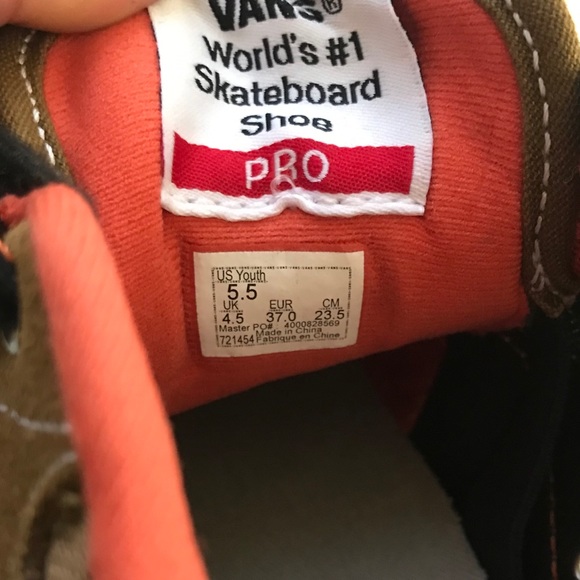 VANS®
World's #1
Skateboard
Shoe
PRO
US Youth
5.5
UK EUR CM
4.5 37.0 23.5
Master PO# 4000828569
Made in China
721454 Fabrique en Chine